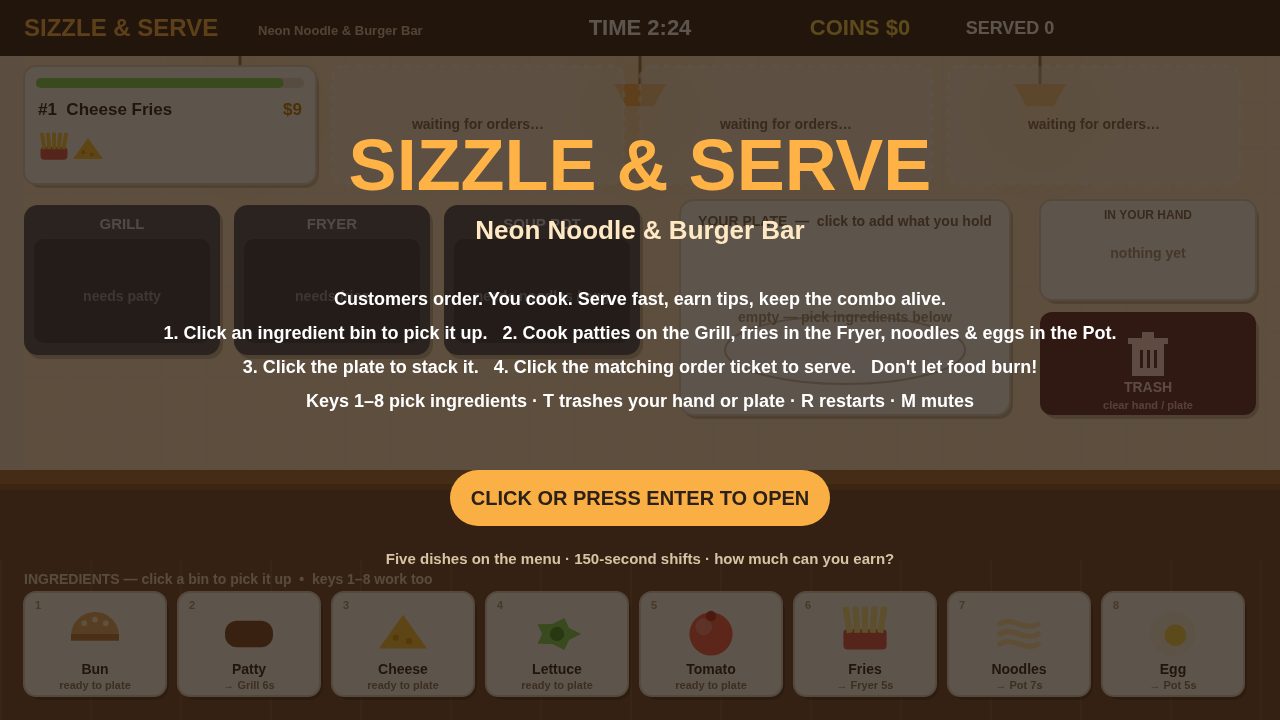 SIZZLE & SERVE
Neon Noodle & Burger Bar
TIME 2:24
COINS $0
SERVED 0
#1 Cheese Fries
$9
waiting for orders…
waiting for orders…
waiting for orders…
SIZZLE & SERVE
Neon Noodle & Burger Bar
GRILL
FRYER
SOUP POT
YOUR PLATE — click to add what you hold
IN YOUR HAND
nothing yet
needs patty
needs
empty — pick ingredients below
Customers order. You cook. Serve fast, earn tips, keep the combo alive.
1. Click an ingredient bin to pick it up. 2. Cook patties on the Grill, fries in the Fryer, noodles & eggs in the Pot.
3. Click the plate to stack it. 4. Click the matching order ticket to serve. Don't let food burn!
Keys 1–8 pick ingredients · T trashes your hand or plate · R restarts · M mutes
TRASH
clear hand / plate
CLICK OR PRESS ENTER TO OPEN
Five dishes on the menu · 150-second shifts · how much can you earn?
INGREDIENTS — click a bin to pick it up • keys 1–8 work too
1
Bun
ready to plate
2
Patty
→ Grill 6s
3
Cheese
ready to plate
4
Lettuce
ready to plate
5
Tomato
ready to plate
6
Fries
→ Fryer 5s
7
Noodles
→ Pot 7s
8
Egg
→ Pot 5s